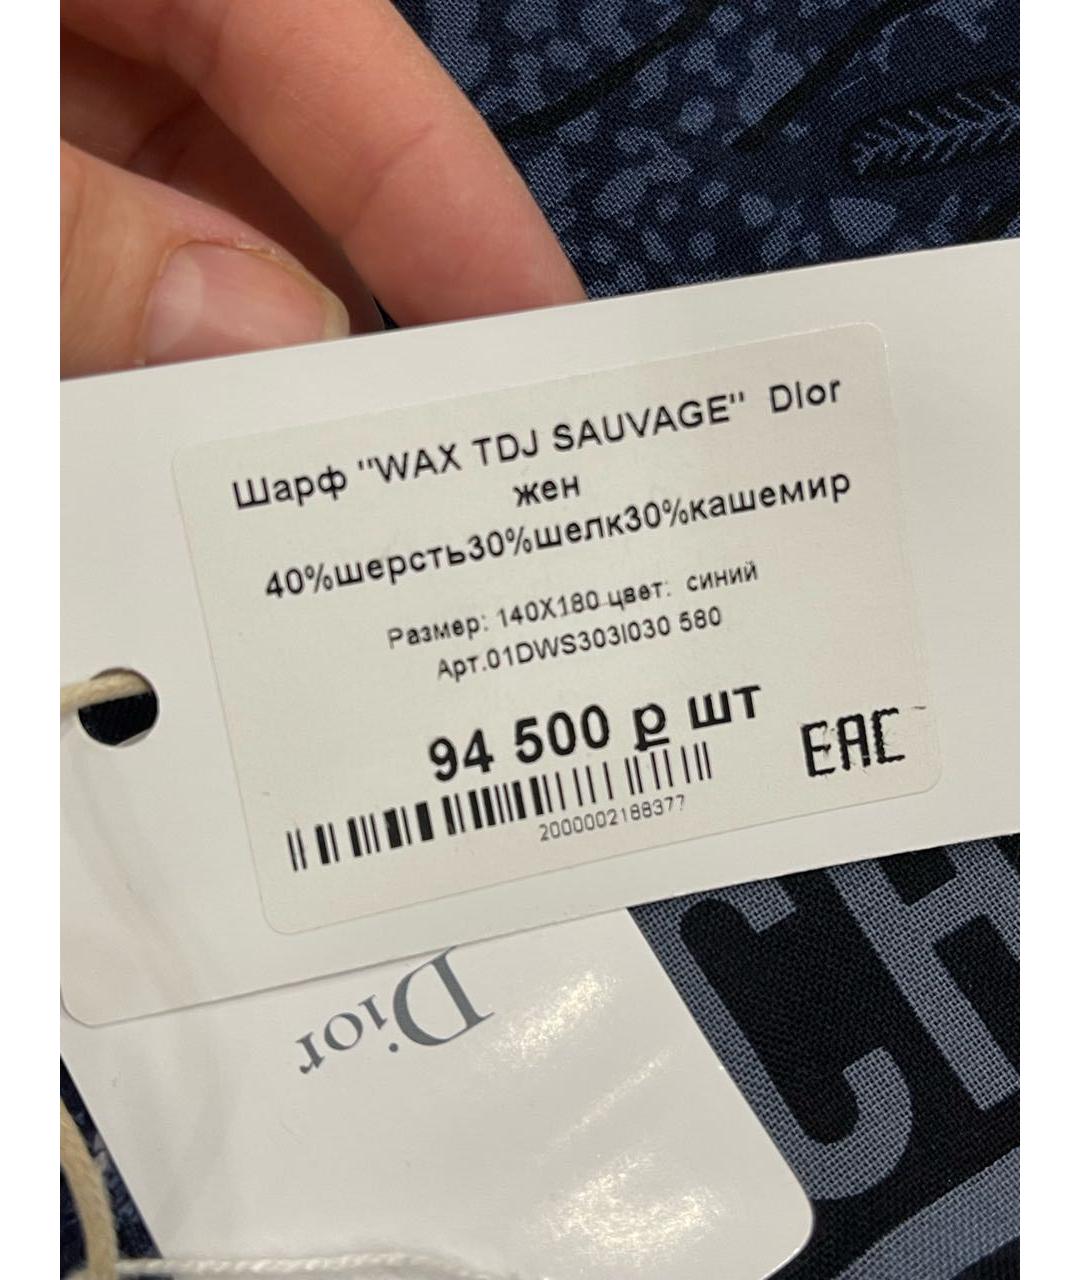 Шарф "WAX TDJ SAUVAGE" Dior
жен
40%шерсть30%шелк30%кашемир
Размер: 140X180 цвет: синий
Арт.01DWS303I030 580
94 500 р шт
EAC
2000002188377
Dior
CH